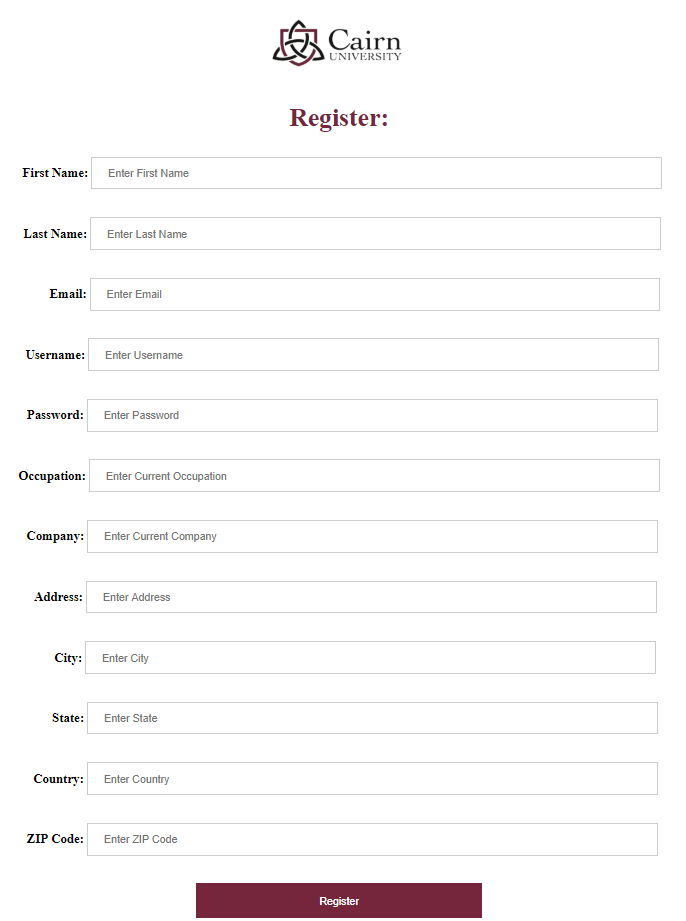 Cairn
UNIVERSITY
Register:
First Name: Enter First Name
Last Name: Enter Last Name
Email: Enter Email
Username: Enter Username
Password: Enter Password
Occupation: Enter Current Occupation
Company: Enter Current Company
Address: Enter Address
City: Enter City
State: Enter State
Country: Enter Country
ZIP Code: Enter ZIP Code
Register